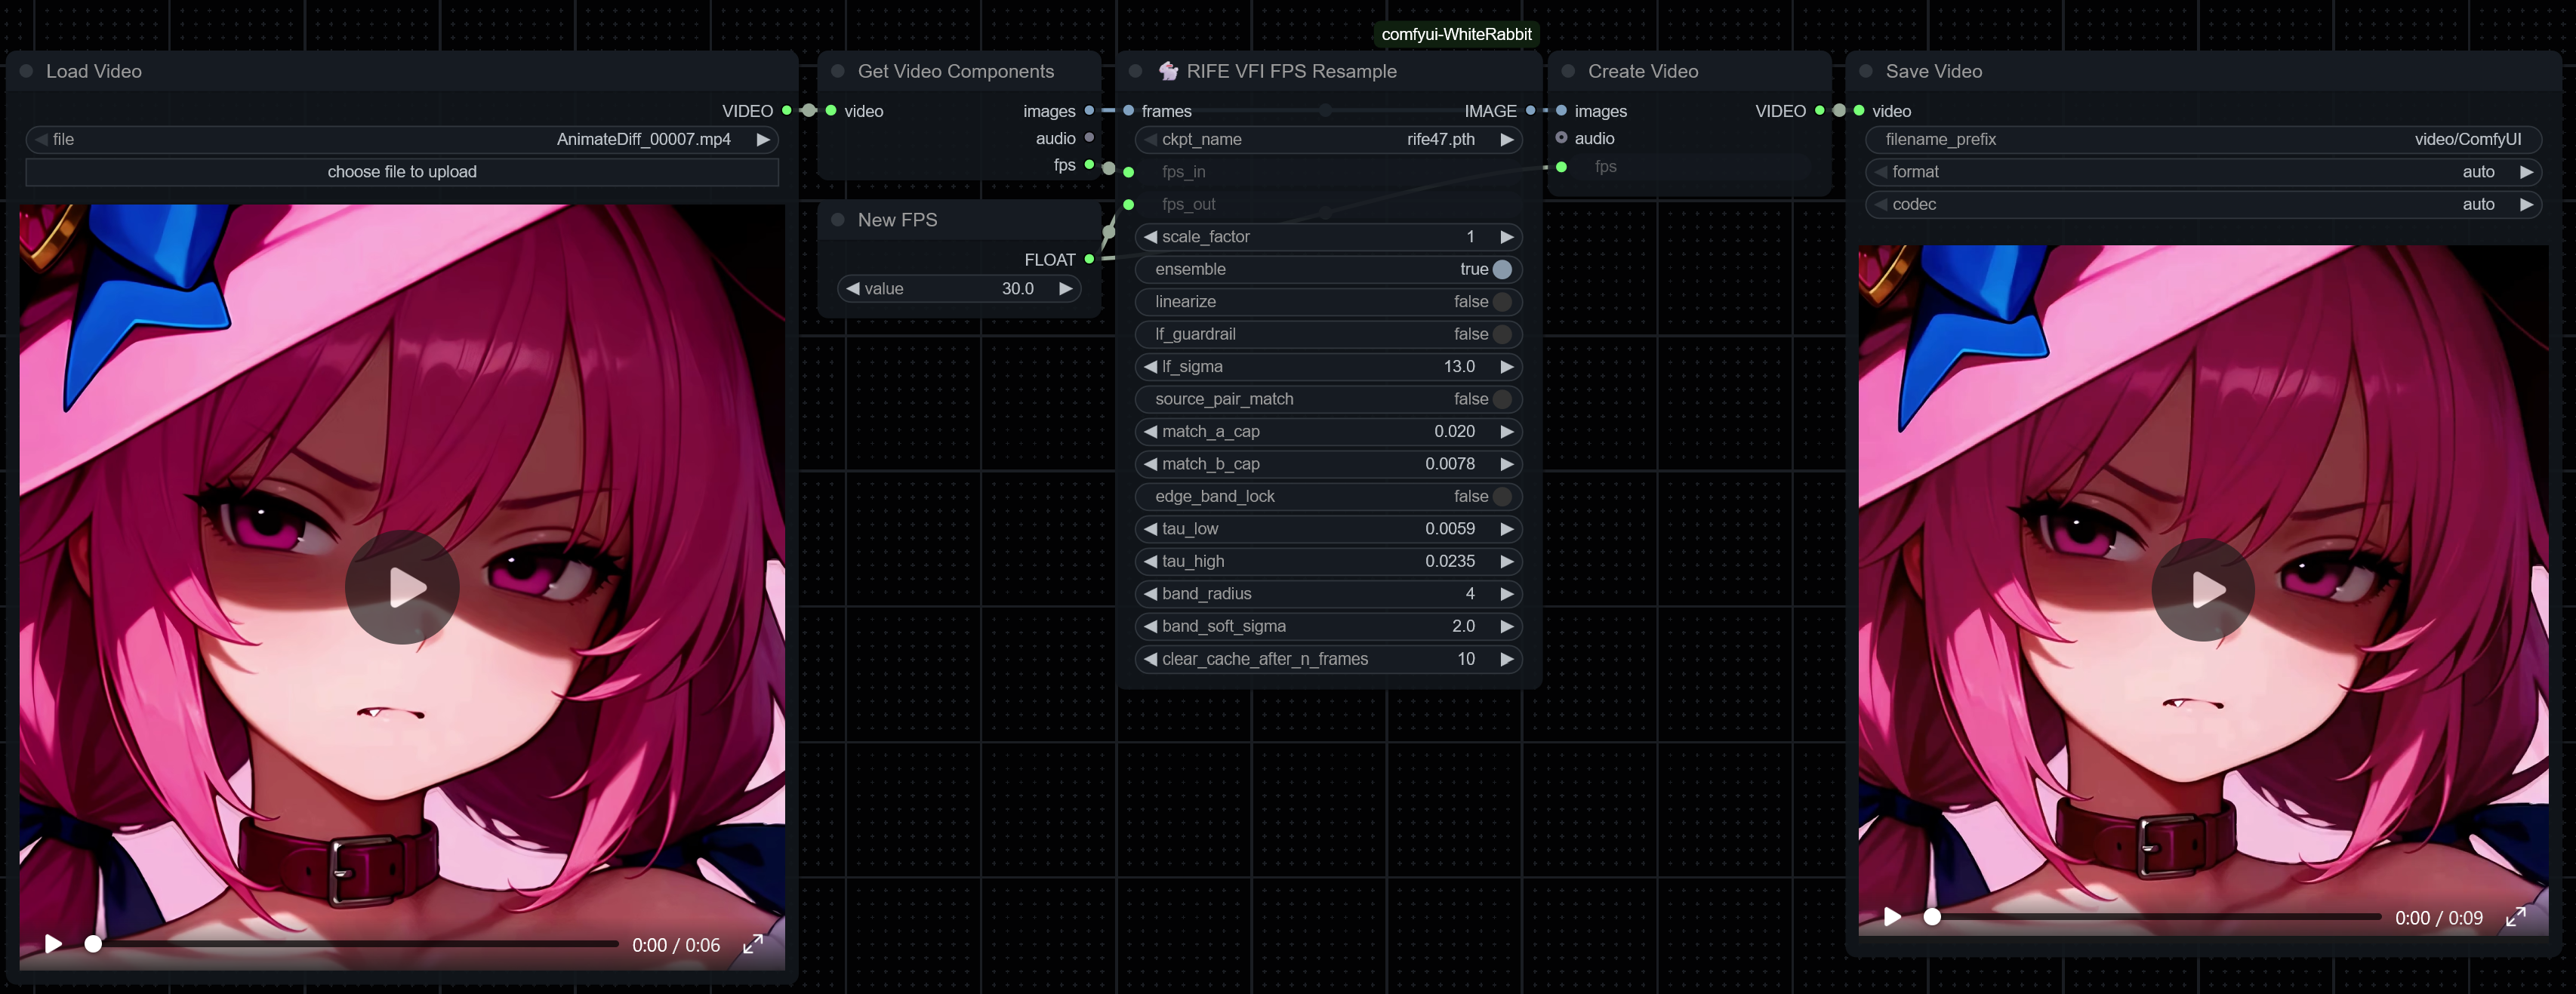 comfyui-WhiteRabbit
Load Video
VIDEO
file AnimateDiff_00007.mp4
choose file to upload
0:00 / 0:06
Get Video Components
video images
audio
fps
New FPS
FLOAT
value 30.0
RIFE VFI FPS Resample
frames IMAGE
ckpt_name rife47.pth
fps_in
fps_out
scale_factor 1
ensemble true
linearize false
lf_guardrail false
lf_sigma 13.0
source_pair_match false
match_a_cap 0.020
match_b_cap 0.0078
edge_band_lock false
tau_low 0.0059
tau_high 0.0235
band_radius 4
band_soft_sigma 2.0
clear_cache_after_n_frames 10
Create Video
images VIDEO
audio
fps
Save Video
video
filename_prefix video/ComfyUI
format auto
codec auto
0:00 / 0:09